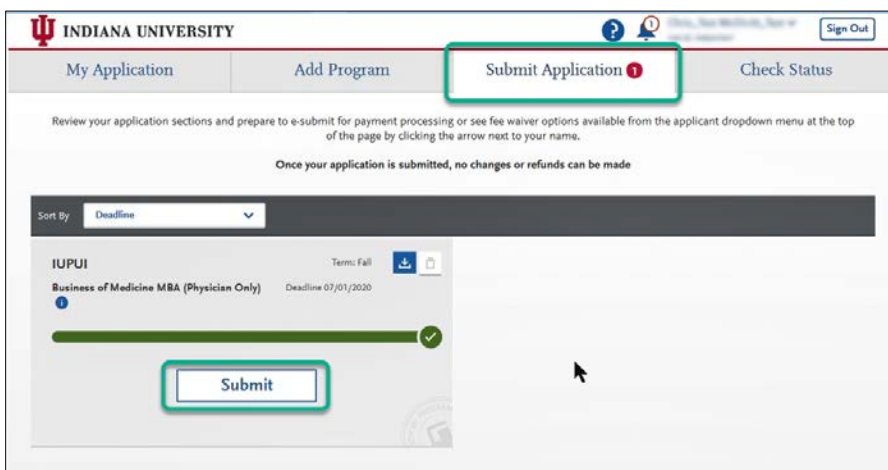 INDIANA UNIVERSITY
?
1
Sign Out
My Application
Add Program
Submit Application 1
Check Status
Review your application sections and prepare to e-submit for payment processing or see fee waiver options available from the applicant dropdown menu at the top
of the page by clicking the arrow next to your name.
Once your application is submitted, no changes or refunds can be made
Sort By Deadline
IUPUI Term: Fall
Business of Medicine MBA (Physician Only) Deadline 07/01/2020
i
Submit